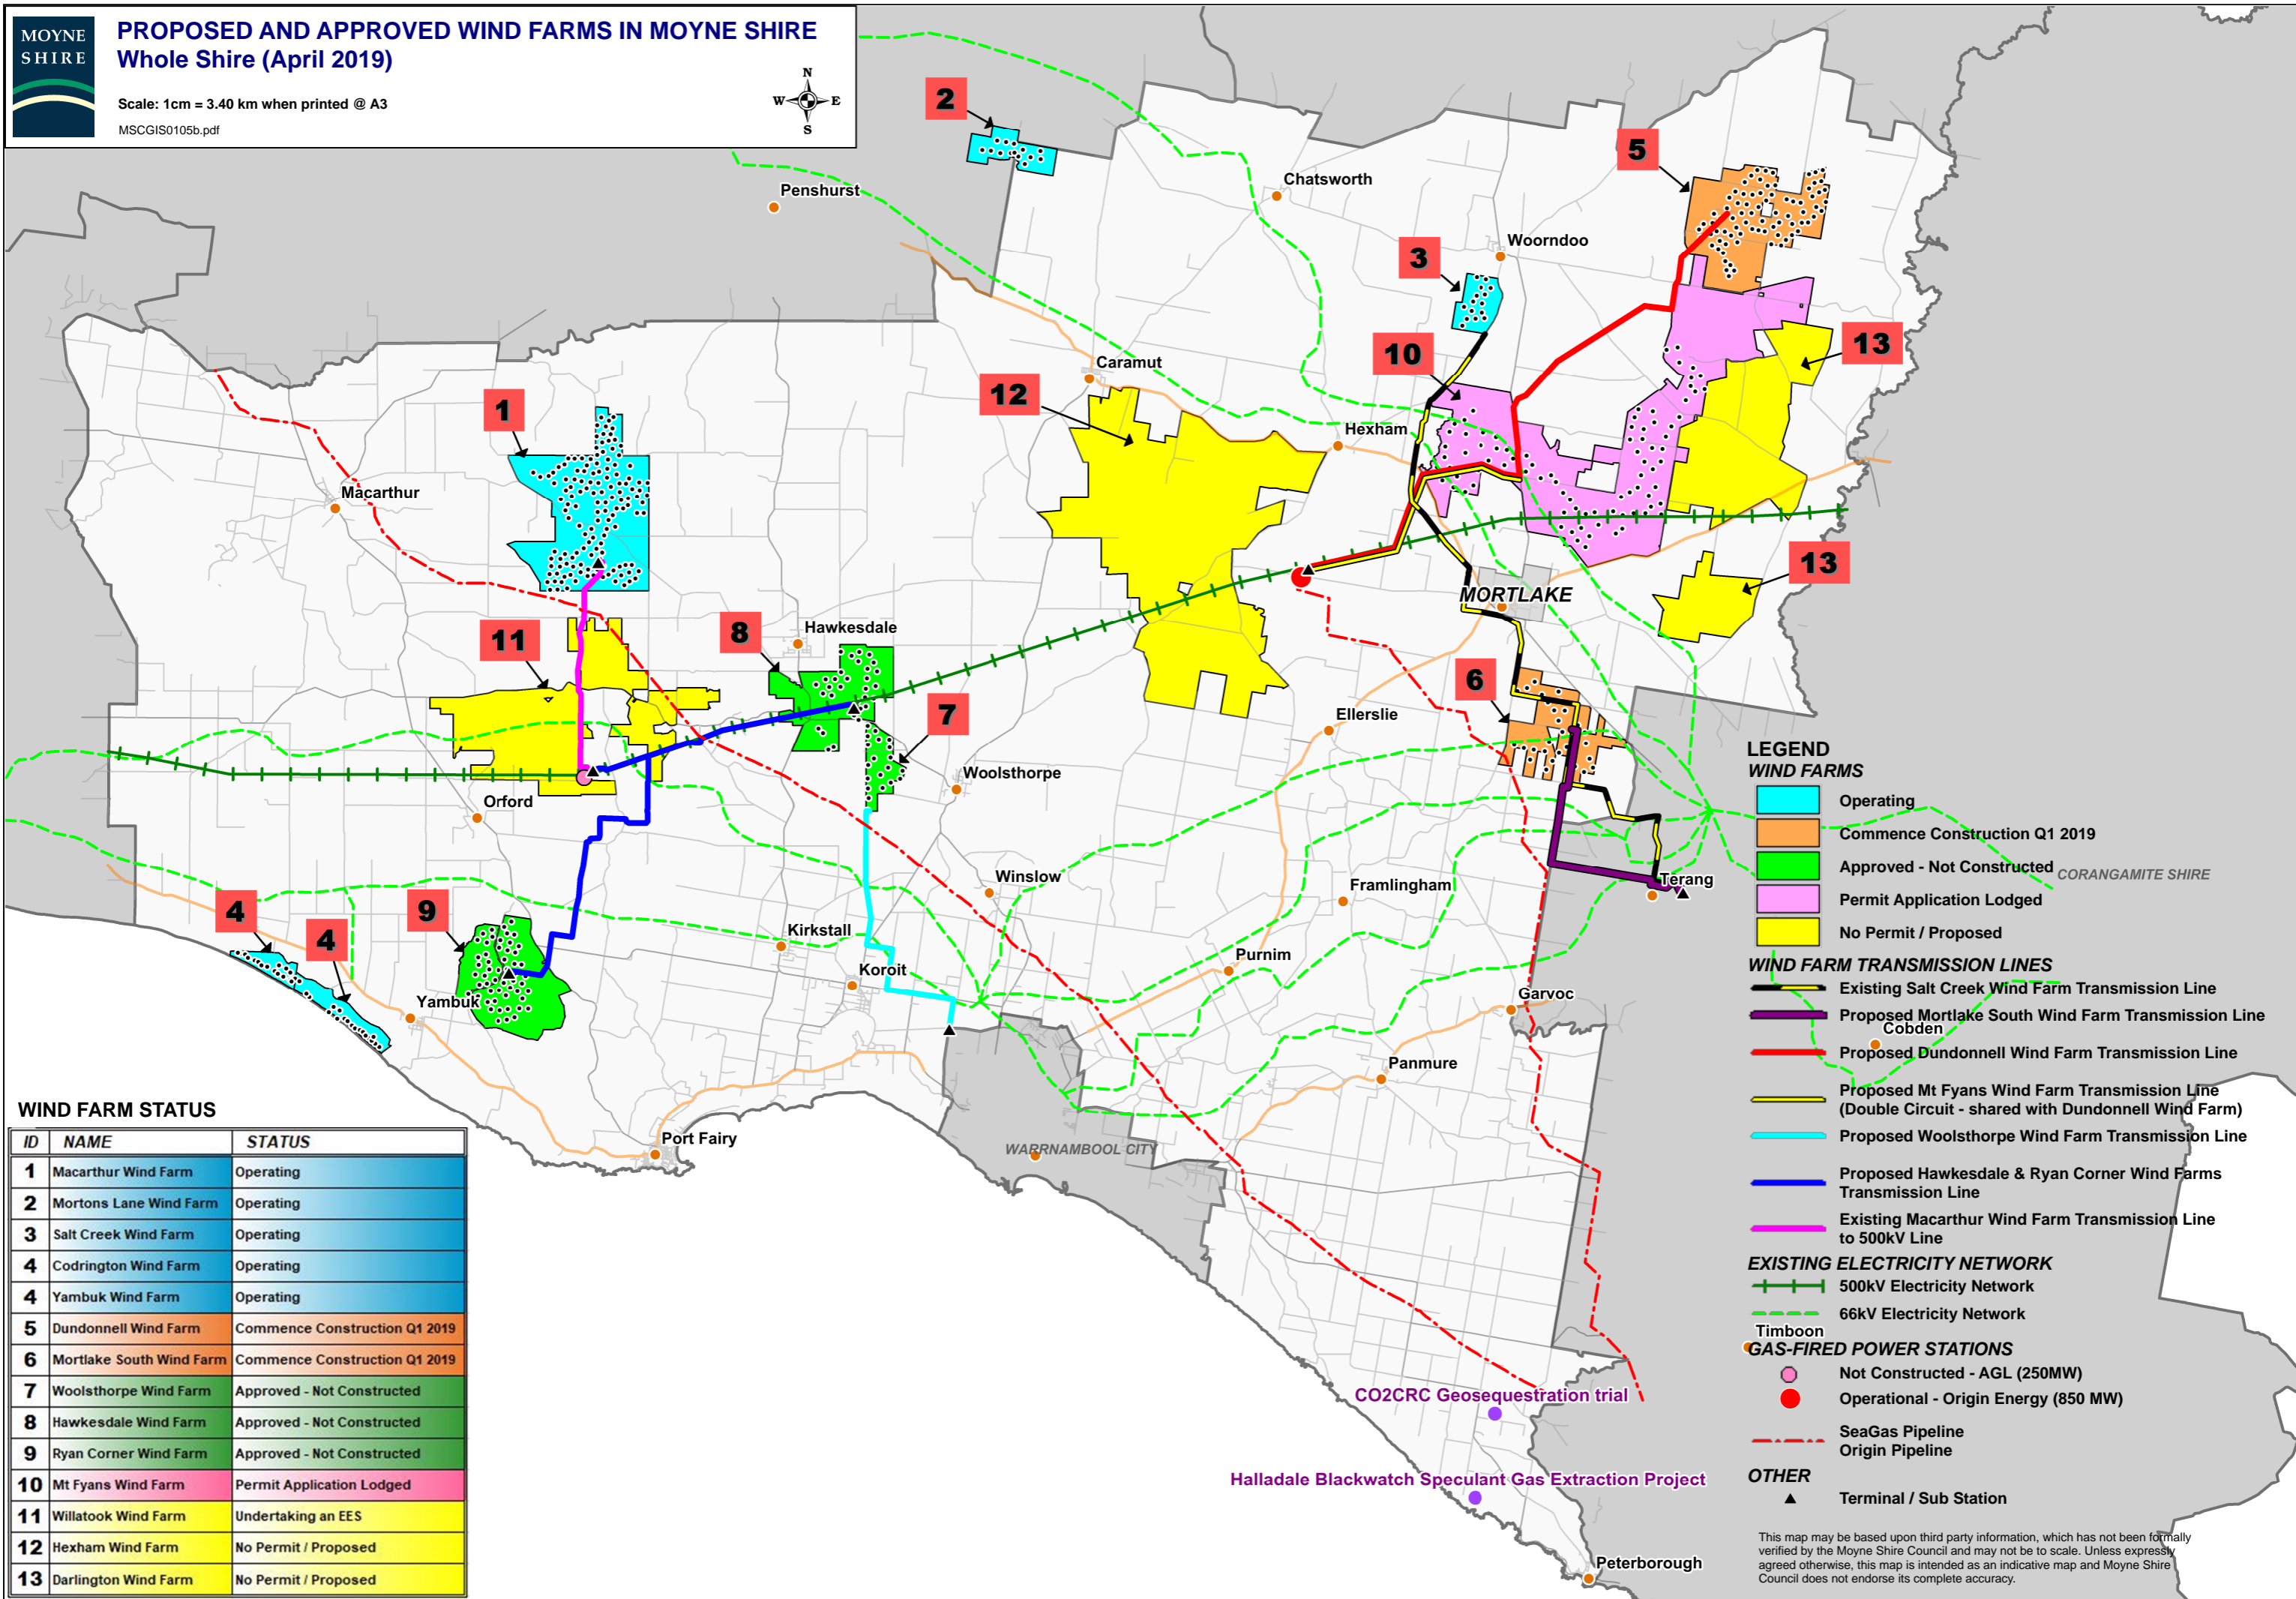 MOYNE
SHIRE
PROPOSED AND APPROVED WIND FARMS IN MOYNE SHIRE
Whole Shire (April 2019)
Scale: 1cm = 3.40 km when printed @ A3
MSCGIS0105b.pdf
N
W
E
S
2
5
Penshurst
Chatsworth
Woorndoo
3
13
10
Caramut
12
1
Hexham
Macarthur
13
MORTLAKE
11
8
Hawkesdale
6
7
Ellerslie
Woolsthorpe
Orford
Winslow
Framlingham
Terang
CORANGAMITE SHIRE
4
4
9
Kirkstall
Koroit
Purnim
Yambuk
Garvoc
Cobden
Panmure
Port Fairy
WARRNAMBOOL CITY
Timboon
CO2CRC Geosequestration trial
Halladale Blackwatch Speculant Gas Extraction Project
Peterborough
LEGEND
WIND FARMS
Operating
Commence Construction Q1 2019
Approved - Not Constructed
Permit Application Lodged
No Permit / Proposed
WIND FARM TRANSMISSION LINES
Existing Salt Creek Wind Farm Transmission Line
Proposed Mortlake South Wind Farm Transmission Line
Proposed Dundonnell Wind Farm Transmission Line
Proposed Mt Fyans Wind Farm Transmission Line
(Double Circuit - shared with Dundonnell Wind Farm)
Proposed Woolsthorpe Wind Farm Transmission Line
Proposed Hawkesdale & Ryan Corner Wind Farms
Transmission Line
Existing Macarthur Wind Farm Transmission Line
to 500kV Line
EXISTING ELECTRICITY NETWORK
500kV Electricity Network
66kV Electricity Network
GAS-FIRED POWER STATIONS
Not Constructed - AGL (250MW)
Operational - Origin Energy (850 MW)
SeaGas Pipeline
Origin Pipeline
OTHER
Terminal / Sub Station
This map may be based upon third party information, which has not been formally
verified by the Moyne Shire Council and may not be to scale. Unless expressly
agreed otherwise, this map is intended as an indicative map and Moyne Shire
Council does not endorse its complete accuracy.
WIND FARM STATUS
ID NAME STATUS
1 Macarthur Wind Farm Operating
2 Mortons Lane Wind Farm Operating
3 Salt Creek Wind Farm Operating
4 Codrington Wind Farm Operating
4 Yambuk Wind Farm Operating
5 Dundonnell Wind Farm Commence Construction Q1 2019
6 Mortlake South Wind Farm Commence Construction Q1 2019
7 Woolsthorpe Wind Farm Approved - Not Constructed
8 Hawkesdale Wind Farm Approved - Not Constructed
9 Ryan Corner Wind Farm Approved - Not Constructed
10 Mt Fyans Wind Farm Permit Application Lodged
11 Willatook Wind Farm Undertaking an EES
12 Hexham Wind Farm No Permit / Proposed
13 Darlington Wind Farm No Permit / Proposed